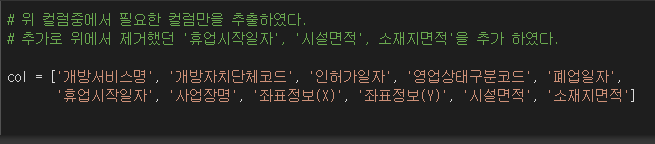 # 위 컬럼중에서 필요한 컬럼만을 추출하였다.
# 추가로 위에서 제거했던 '휴업시작일자', '시설면적', 소재지면적'을 추가 하였다.
col = ['개방서비스명', '개방자치단체코드', '인허가일자', '영업상태구분코드', '폐업일자',
'휴업시작일자', '사업장명', '좌표정보(X)', '좌표정보(Y)', '시설면적', '소재지면적']